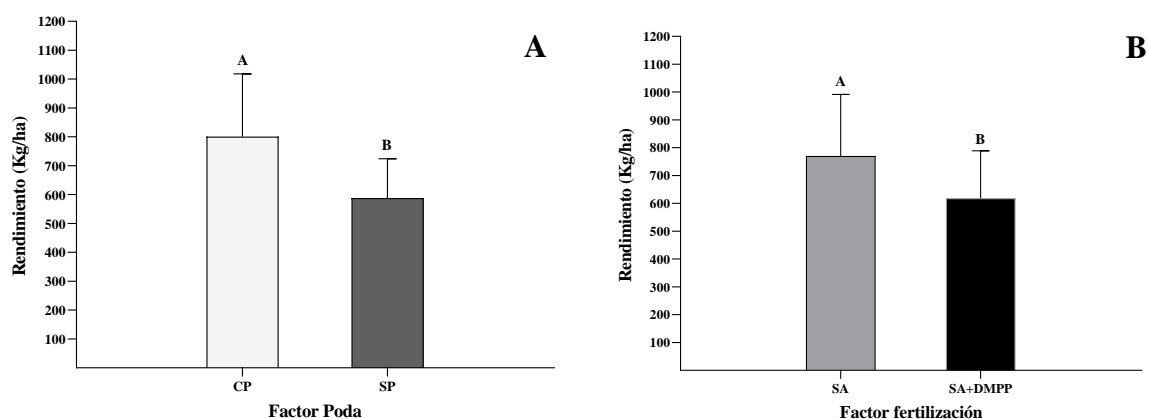 A
Rendimiento (Kg/ha)
1200
1100
1000
900
800
700
600
500
400
300
200
100
A
B
CP
SP
Factor Poda
B
Rendimiento (Kg/ha)
1200
1100
1000
900
800
700
600
500
400
300
200
100
A
B
SA
SA+DMPP
Factor fertilización